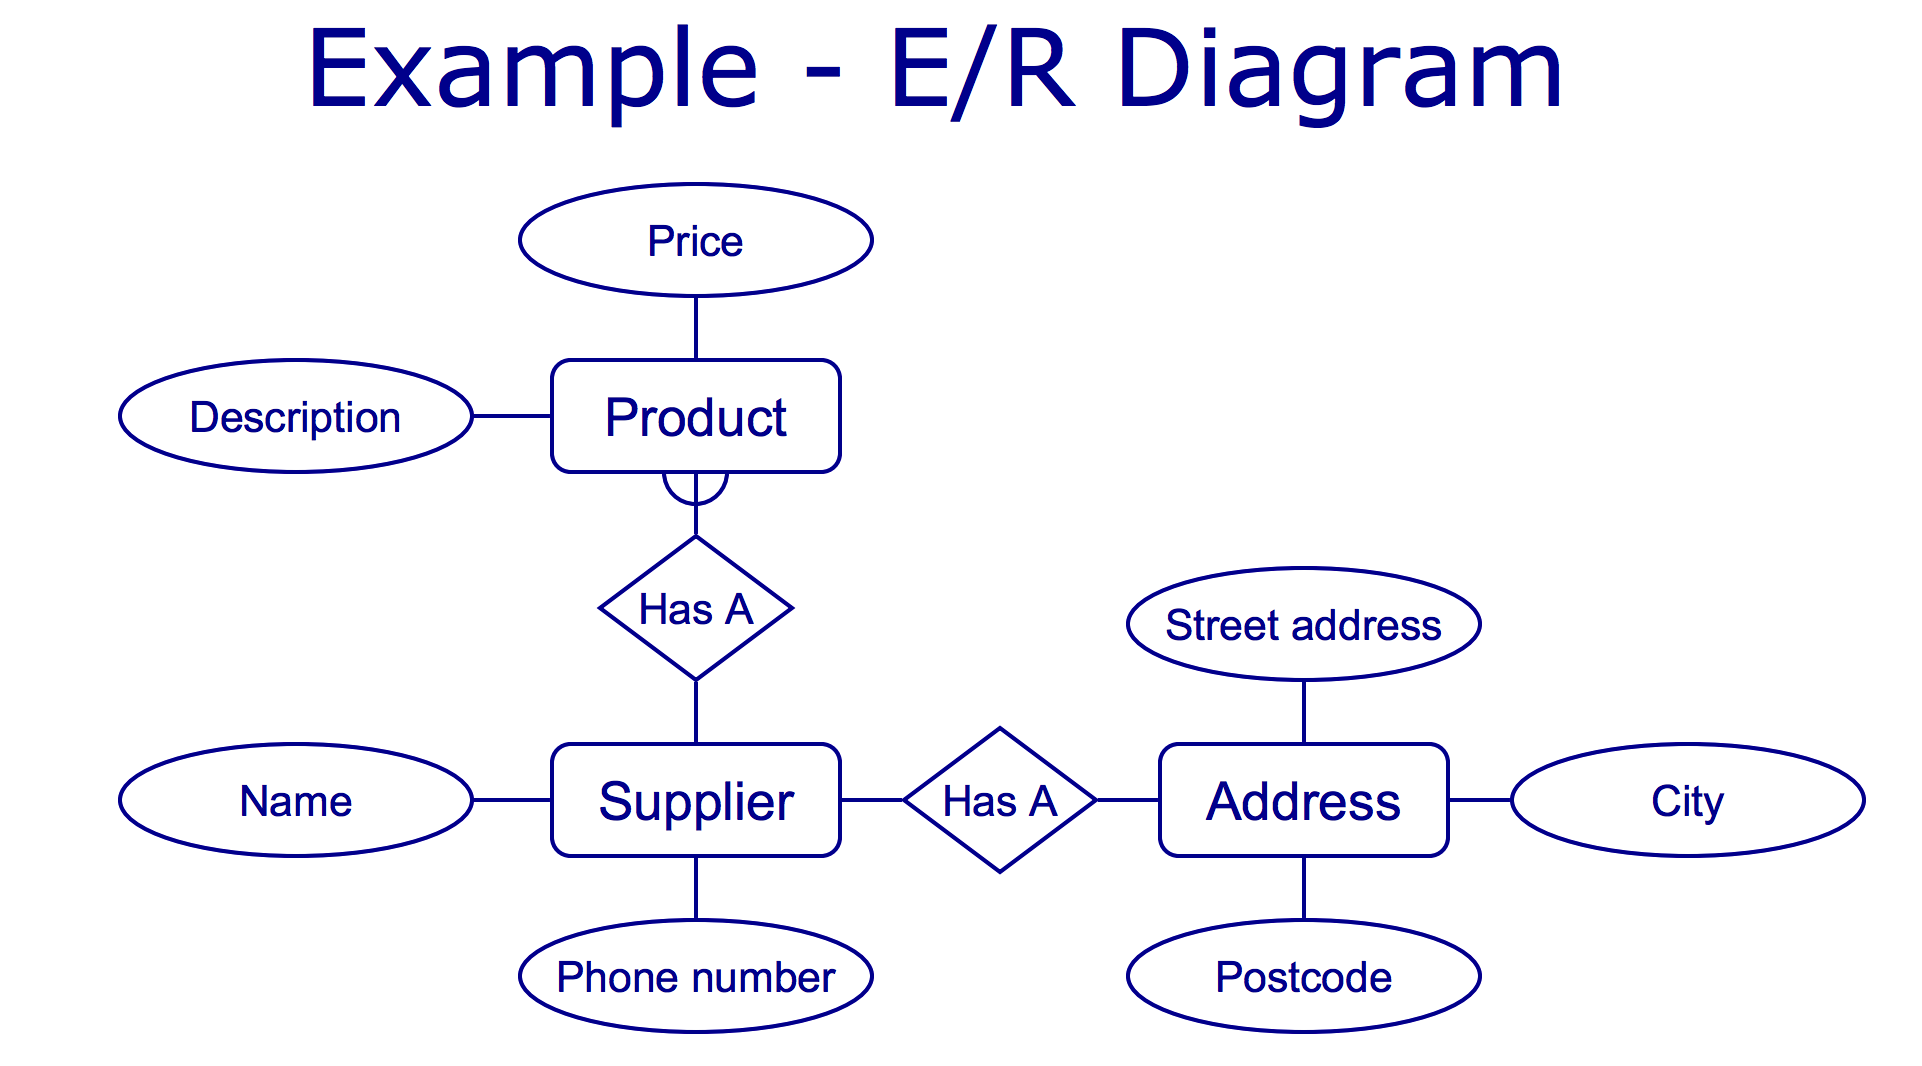 Example - E/R Diagram
Price
Description
Product
Has A
Street address
Name
Supplier
Has A
Address
City
Phone number
Postcode